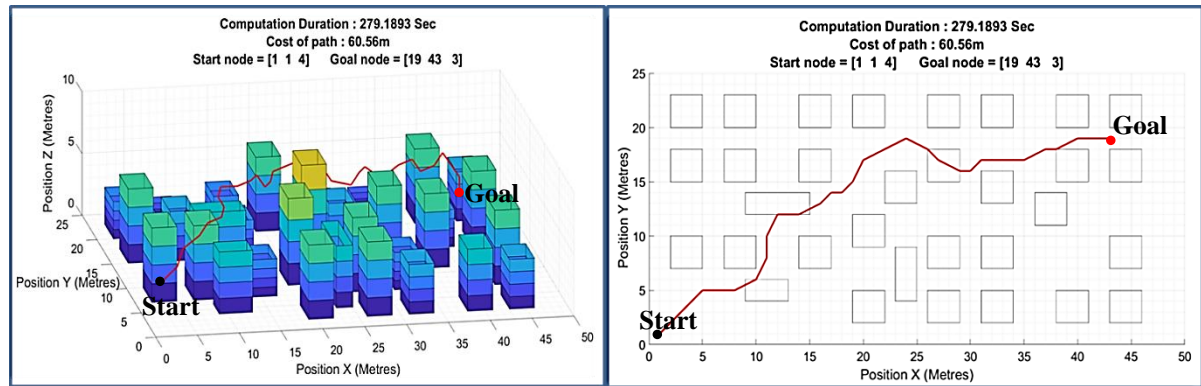 Computation Duration : 279.1893 Sec
Cost of path : 60.56m
Start node = [1 1 4] Goal node = [19 43 3]
10
5
0
Position Z (Metres)
25
20
15
10
5
0
Position Y (Metres)
0
5
10
15
20
25
30
35
40
45
50
Position X (Metres)
Start
Goal
Computation Duration : 279.1893 Sec
Cost of path : 60.56m
Start node = [1 1 4] Goal node = [19 43 3]
25
20
15
10
5
0
Position Y (Metres)
Goal
Start
0
5
10
15
20
25
30
35
40
45
50
Position X (Metres)